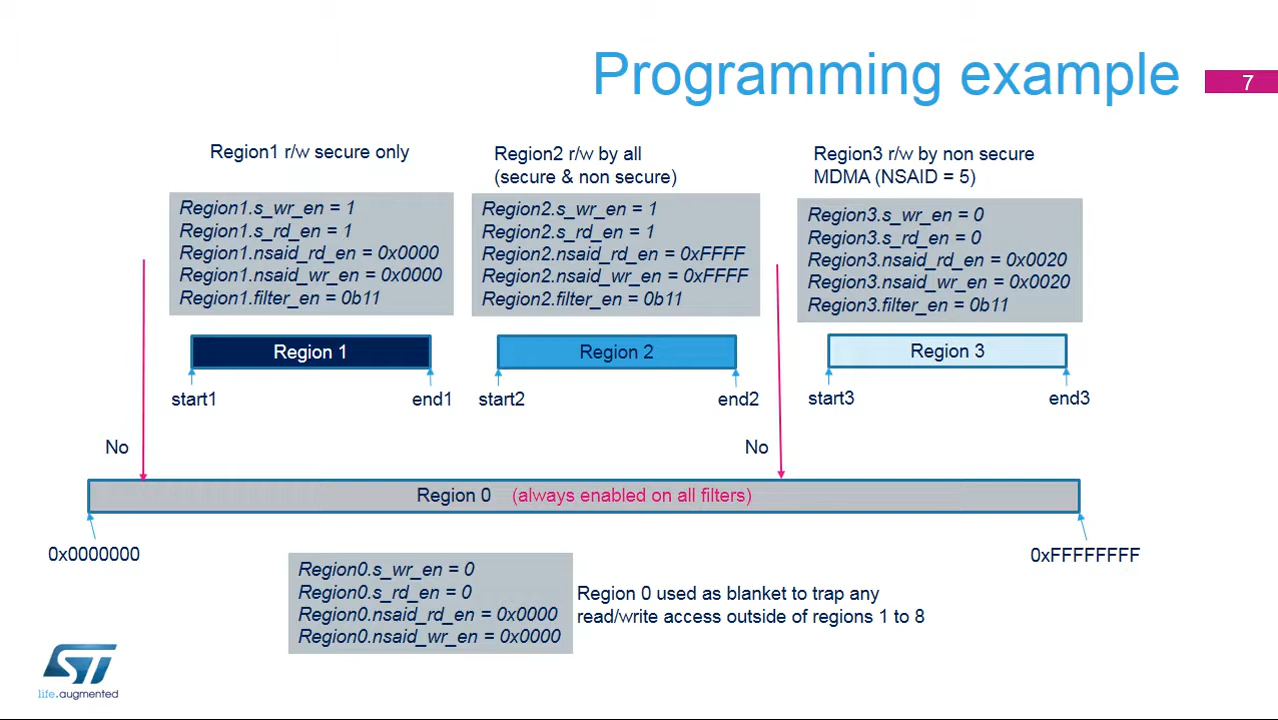 Programming example
7
Region1 r/w secure only
Region1.s_wr_en = 1
Region1.s_rd_en = 1
Region1.nsaid_rd_en = 0x0000
Region1.nsaid_wr_en = 0x0000
Region1.filter_en = 0b11
Region 1
start1
end1
Region2 r/w by all
(secure & non secure)
Region2.s_wr_en = 1
Region2.s_rd_en = 1
Region2.nsaid_rd_en = 0xFFFF
Region2.nsaid_wr_en = 0xFFFF
Region2.filter_en = 0b11
Region 2
start2
end2
Region3 r/w by non secure
MDMA (NSAID = 5)
Region3.s_wr_en = 0
Region3.s_rd_en = 0
Region3.nsaid_rd_en = 0x0020
Region3.nsaid_wr_en = 0x0020
Region3.filter_en = 0b11
Region 3
start3
end3
No
No
Region 0 (always enabled on all filters)
0x0000000
0xFFFFFFFF
Region0.s_wr_en = 0
Region0.s_rd_en = 0
Region0.nsaid_rd_en = 0x0000
Region0.nsaid_wr_en = 0x0000
Region 0 used as blanket to trap any
read/write access outside of regions 1 to 8
ST
life.augmented